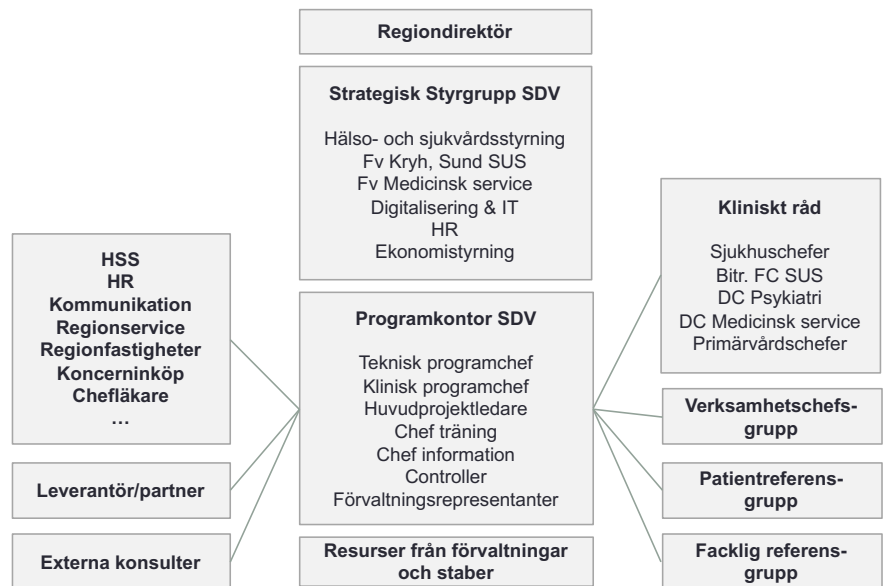 Regiondirektör
Strategisk Styrgrupp SDV
Hälso- och sjukvårdsstyrning
Fv Kryh, Sund SUS
Fv Medicinsk service
Digitalisering & IT
HR
Ekonomistyrning
HSS
HR
Kommunikation
Regionservice
Regionfastigheter
Koncerninköp
Chefläkare
…
Leverantör/partner
Externa konsulter
Programkontor SDV
Teknisk programchef
Klinisk programchef
Huvudprojektledare
Chef träning
Chef information
Controller
Förvaltningsrepresentanter
Resurser från förvaltningar
och staber
Kliniskt råd
Sjukhuschefer
Bitr. FC SUS
DC Psykiatri
DC Medicinsk service
Primärvårdschefer
Verksamhetschefs-
grupp
Patientreferens-
grupp
Facklig referens-
grupp